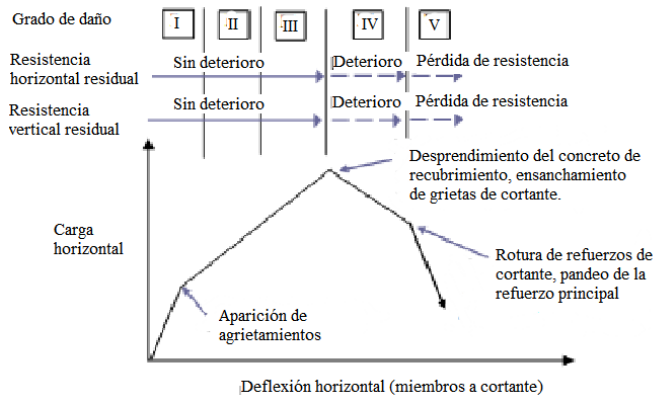 Grado de daño
I
II
III
IV
V
Resistencia
horizontal residual
Sin deterioro
Deterioro
Pérdida de resistencia
Resistencia
vertical residual
Sin deterioro
Deterioro
Pérdida de resistencia
Desprendimiento del concreto de
recubrimiento, ensanchamiento
de grietas de cortante.
Carga
horizontal
Rotura de refuerzos de
cortante, pandeo de la
refuerzo principal
Aparición de
agrietamientos
Deflexión horizontal (miembros a cortante)